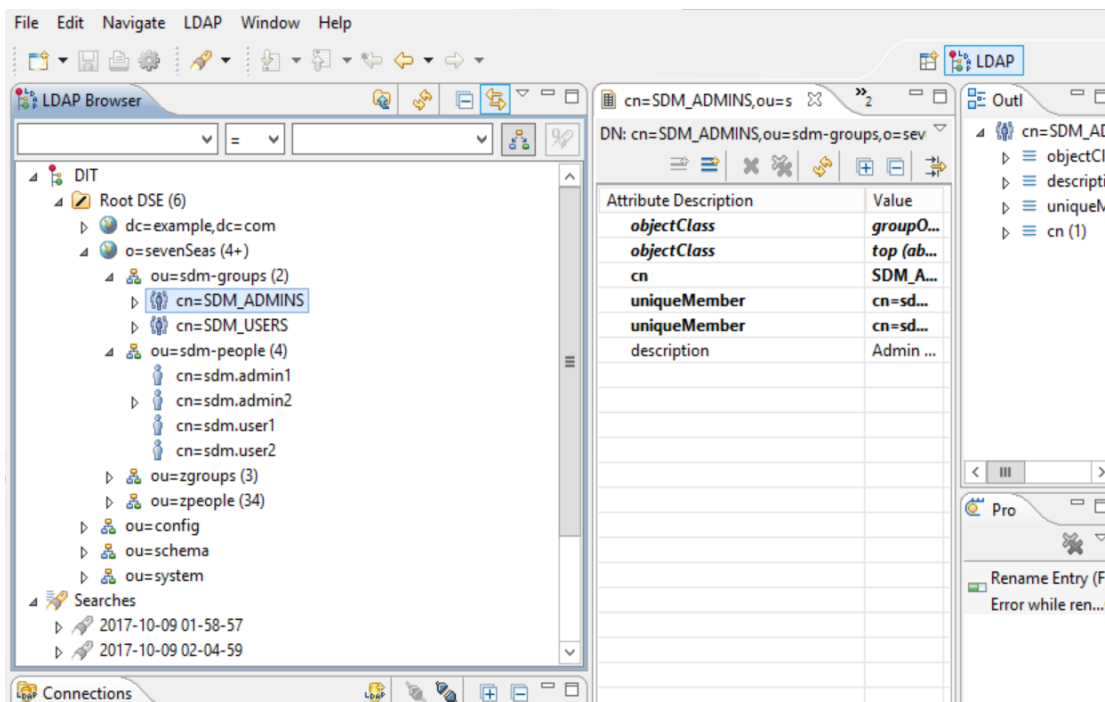 File Edit Navigate LDAP Window Help
LDAP
LDAP Browser
=
DIT
Root DSE (6)
dc=example,dc=com
o=sevenSeas (4+)
ou=sdm-groups (2)
cn=SDM_ADMINS
cn=SDM_USERS
ou=sdm-people (4)
cn=sdm.admin1
cn=sdm.admin2
cn=sdm.user1
cn=sdm.user2
ou=zgroups (3)
ou=zpeople (34)
ou=config
ou=schema
ou=system
Searches
2017-10-09 01-58-57
2017-10-09 02-04-59
Connections
cn=SDM_ADMINS,ou=s »2
DN: cn=SDM_ADMINS,ou=sdm-groups,o=sev
Attribute Description Value
objectClass groupO...
objectClass top (ab...
cn SDM_A...
uniqueMember cn=sd...
uniqueMember cn=sd...
description Admin ...
Outl
cn=SDM_AD
objectCl
descripti
uniqueM
cn (1)
Pro
Rename Entry (F
Error while ren...